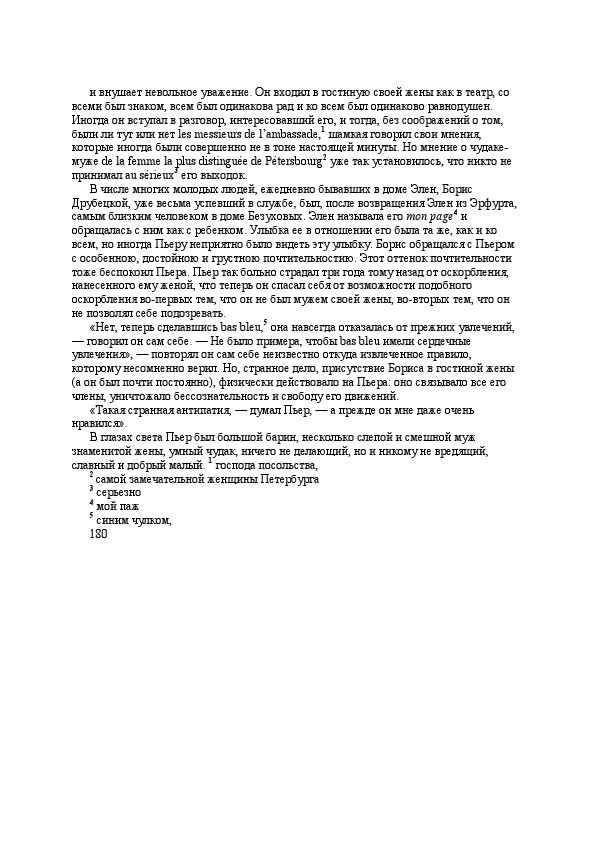 и внушает невольное уважение. Он входил в гостиную своей жены как в театр, со
всеми был знаком, всем был одинакова рад и ко всем был одинаково равнодушен.
Иногда он вступал в разговор, интересовавший его, и тогда, без соображений о том,
были ли тут или нет les messieurs de l’ambassade,¹ шамкая говорил свои мнения,
которые иногда были совершенно не в тоне настоящей минуты. Но мнение о чудаке-
муже de la femme la plus distinguée de Pétersbourg² уже так установилось, что никто не
принимал au sérieux³ его выходок.
В числе многих молодых людей, ежедневно бывавших в доме Элен, Борис
Друбецкой, уже весьма успевший в службе, был, после возвращения Элен из Эрфурта,
самым близким человеком в доме Безуховых. Элен называла его mon page⁴ и
обращалась с ним как с ребенком. Улыбка ее в отношении его была та же, как и ко
всем, но иногда Пьеру неприятно было видеть эту улыбку. Борис обращался с Пьером
с особенною, достойною и грустною почтительностию. Этот оттенок почтительности
тоже беспокоил Пьера. Пьер так больно страдал три года тому назад от оскорбления,
нанесенного ему женой, что теперь он спасал себя от возможности подобного
оскорбления во-первых тем, что он не был мужем своей жены, во-вторых тем, что он
не позволял себе подозревать.
«Нет, теперь сделавшись bas bleu,⁵ она навсегда отказалась от прежних увлечений,
— говорил он сам себе. — Не было примера, чтобы bas bleu имели сердечные
увлечения», — повторял он сам себе неизвестно откуда извлеченное правило,
которому несомненно верил. Но, странное дело, присутствие Бориса в гостиной жены
(а он был почти постоянно), физически действовало на Пьера: оно связывало все его
члены, уничтожало бессознательность и свободу его движений.
«Такая странная антипатия, — думал Пьер, — а прежде он мне даже очень
нравился».
В глазах света Пьер был большой барин, несколько слепой и смешной муж
знаменитой жены, умный чудак, ничего не делающий, но и никому не вредящий,
славный и добрый малый. ¹ господа посольства,
² самой замечательной женщины Петербурга
³ серьезно
⁴ мой паж
⁵ синим чулком,
180